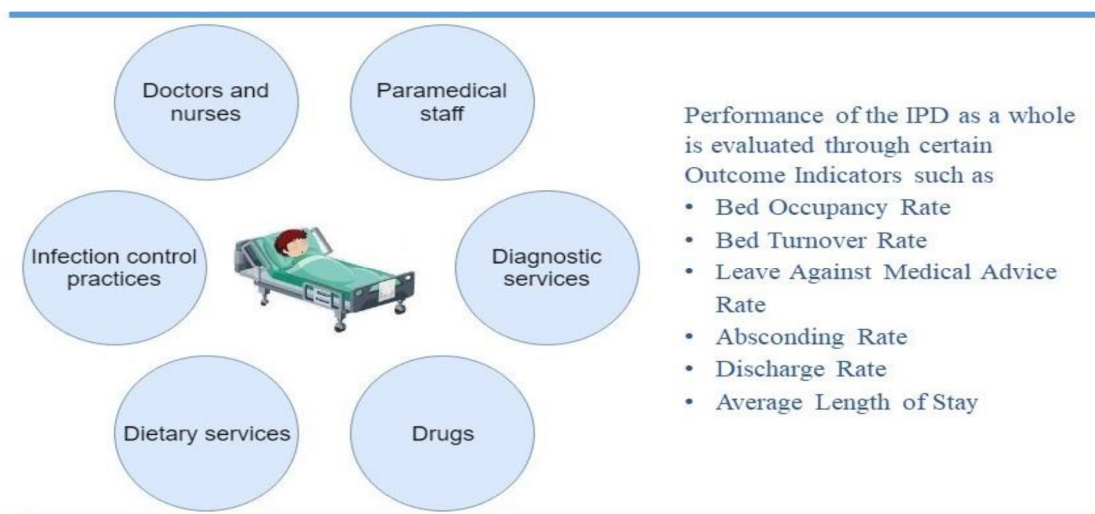 Doctors and
nurses
Paramedical
staff
Infection control
practices
Diagnostic
services
Dietary services
Drugs
Performance of the IPD as a whole
is evaluated through certain
Outcome Indicators such as
• Bed Occupancy Rate
• Bed Turnover Rate
• Leave Against Medical Advice
Rate
• Absconding Rate
• Discharge Rate
• Average Length of Stay